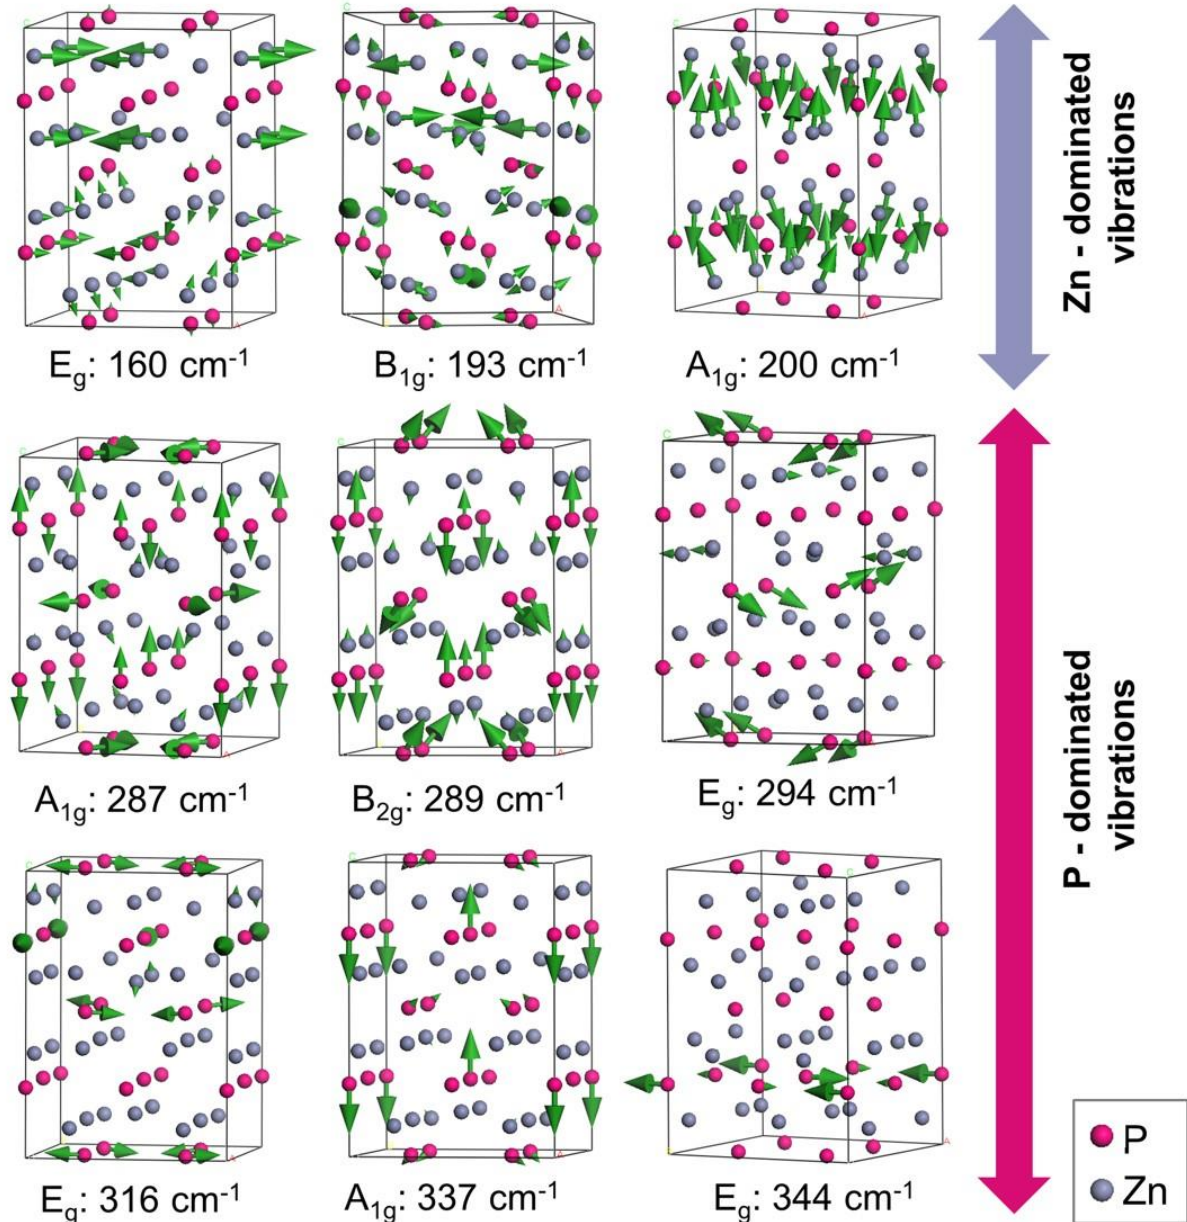 E_g: 160 cm⁻¹
B_1g: 193 cm⁻¹
A_1g: 200 cm⁻¹
Zn - dominated
vibrations
A_1g: 287 cm⁻¹
B_2g: 289 cm⁻¹
E_g: 294 cm⁻¹
P - dominated
vibrations
E_g: 316 cm⁻¹
A_1g: 337 cm⁻¹
E_g: 344 cm⁻¹
P
Zn